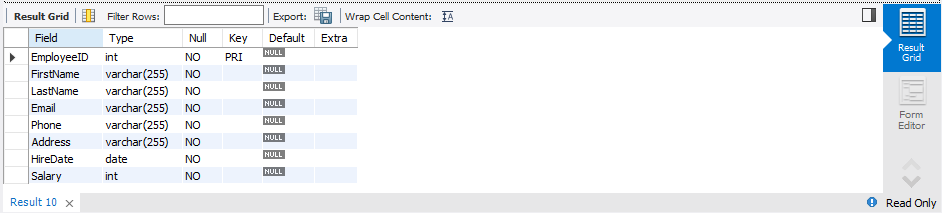 Result Grid Filter Rows: Export: Wrap Cell Content: IA
Field Type Null Key Default Extra
EmployeeID int NO PRI NULL
FirstName varchar(255) NO NULL
LastName varchar(255) NO NULL
Email varchar(255) NO NULL
Phone varchar(255) NO NULL
Address varchar(255) NO NULL
HireDate date NO NULL
Salary int NO NULL
Result
Grid
Form
Editor
Result 10 × Read Only